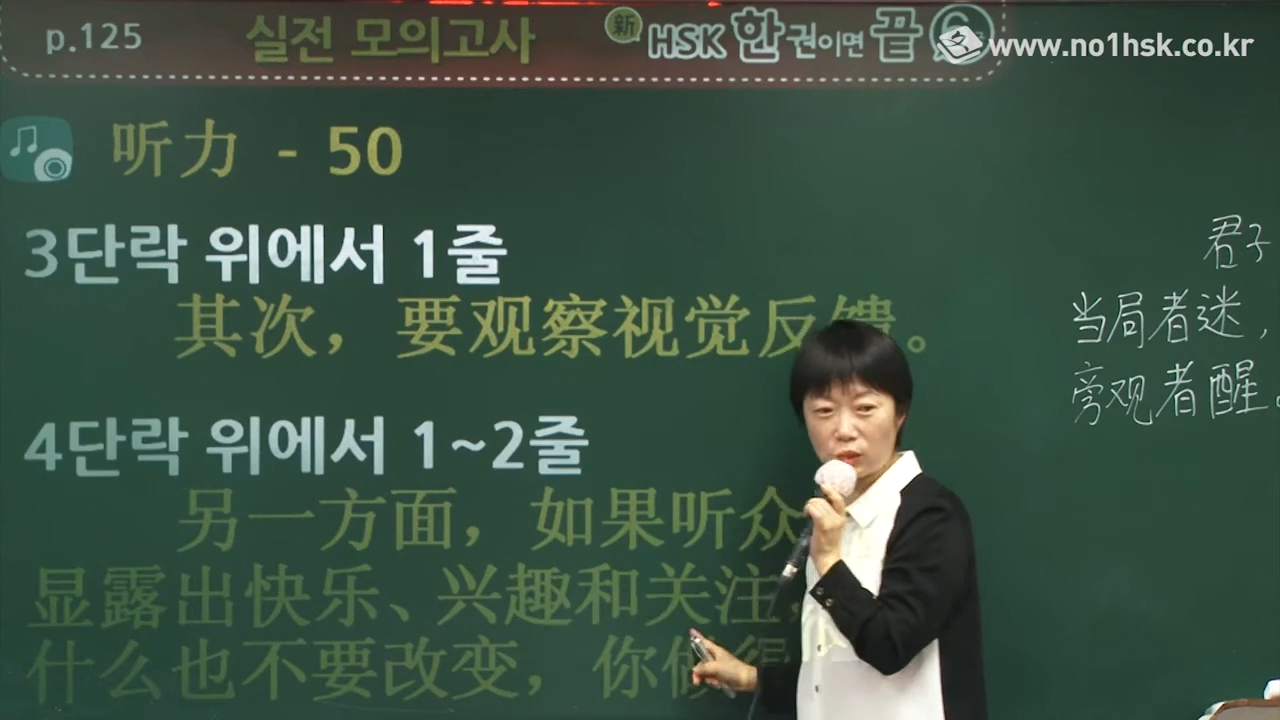 p.125
실전 모의고사
新 HSK 한권이면 끝
www.no1hsk.co.kr
听力 - 50
3단락 위에서 1줄
其次，要观察视觉反馈。
4단락 위에서 1~2줄
另一方面，如果听众
显露出快乐、兴趣和关注，
什么也不要改变，你做得
君子
当局者迷，
旁观者醒。